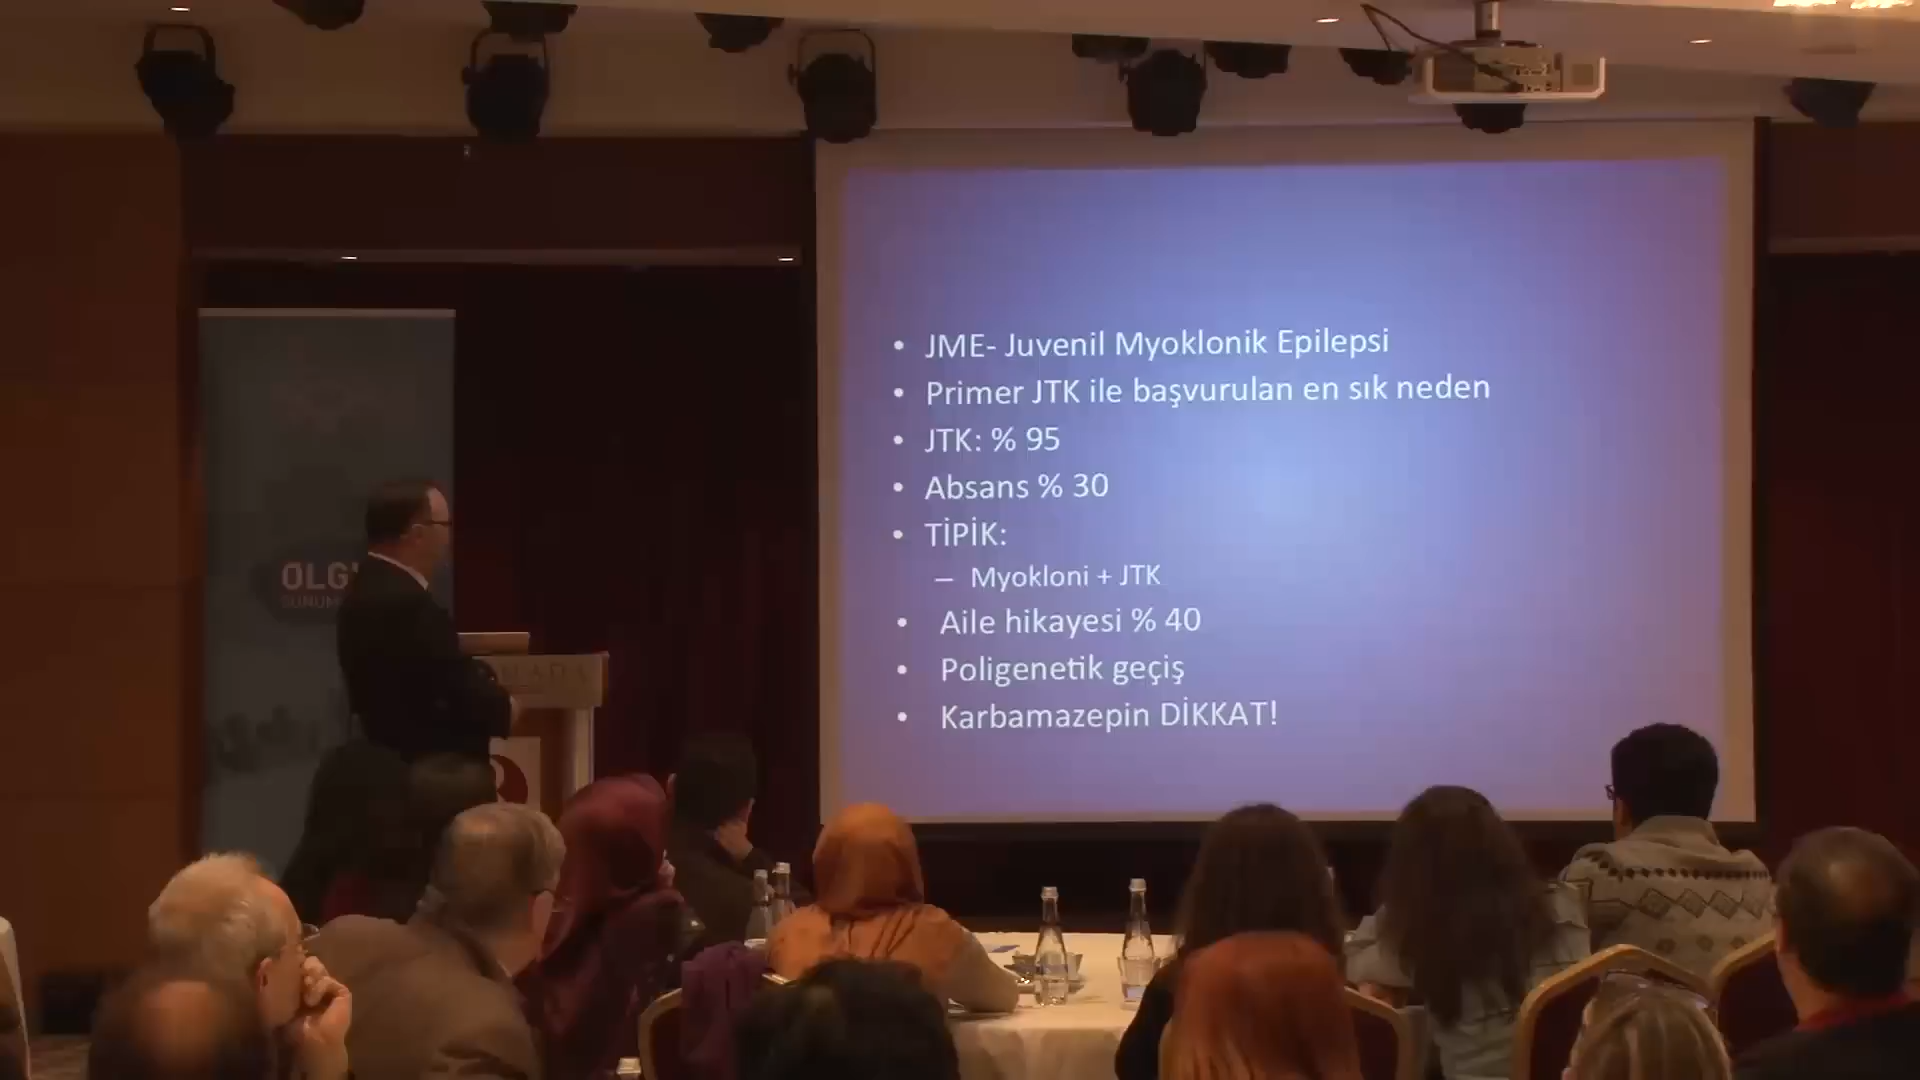 JME- Juvenil Myoklonik Epilepsi
Primer JTK ile başvurulan en sık neden
JTK: % 95
Absans % 30
TİPİK:
– Myokloni + JTK
Aile hikayesi % 40
Poligenetik geçiş
Karbamazepin DİKKAT!